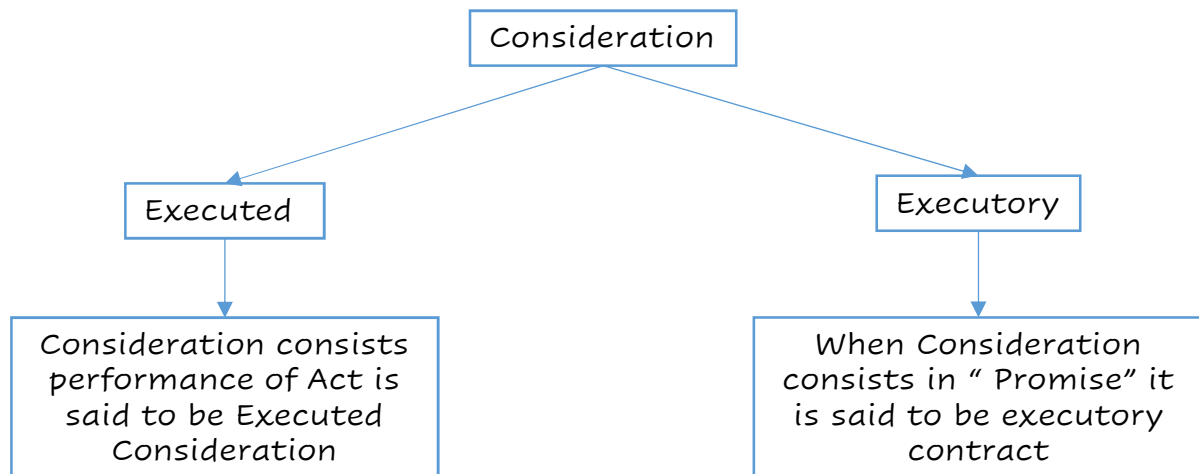 Consideration
Executed
Executory
Consideration consists
performance of Act is
said to be Executed
Consideration
When Consideration
consists in “ Promise” it
is said to be executory
contract